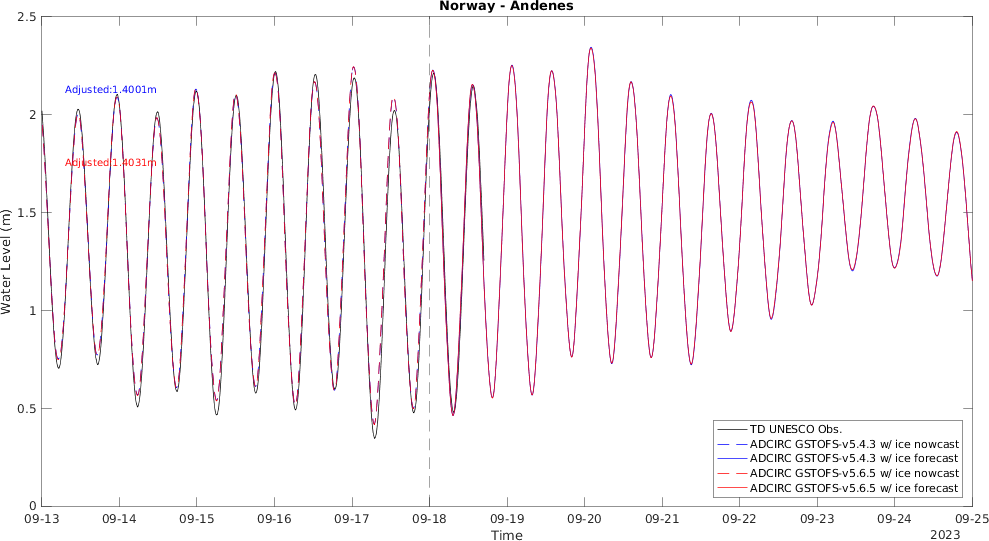 Norway - Andenes
2.5
2
1.5
1
0.5
0
Water Level (m)
Adjusted:1.4001m
Adjusted:1.4031m
TD UNESCO Obs.
ADCIRC GSTOFS-v5.4.3 w/ ice nowcast
ADCIRC GSTOFS-v5.4.3 w/ ice forecast
ADCIRC GSTOFS-v5.6.5 w/ ice nowcast
ADCIRC GSTOFS-v5.6.5 w/ ice forecast
09-13 09-14 09-15 09-16 09-17 09-18 09-19 09-20 09-21 09-22 09-23 09-24 09-25
Time
2023